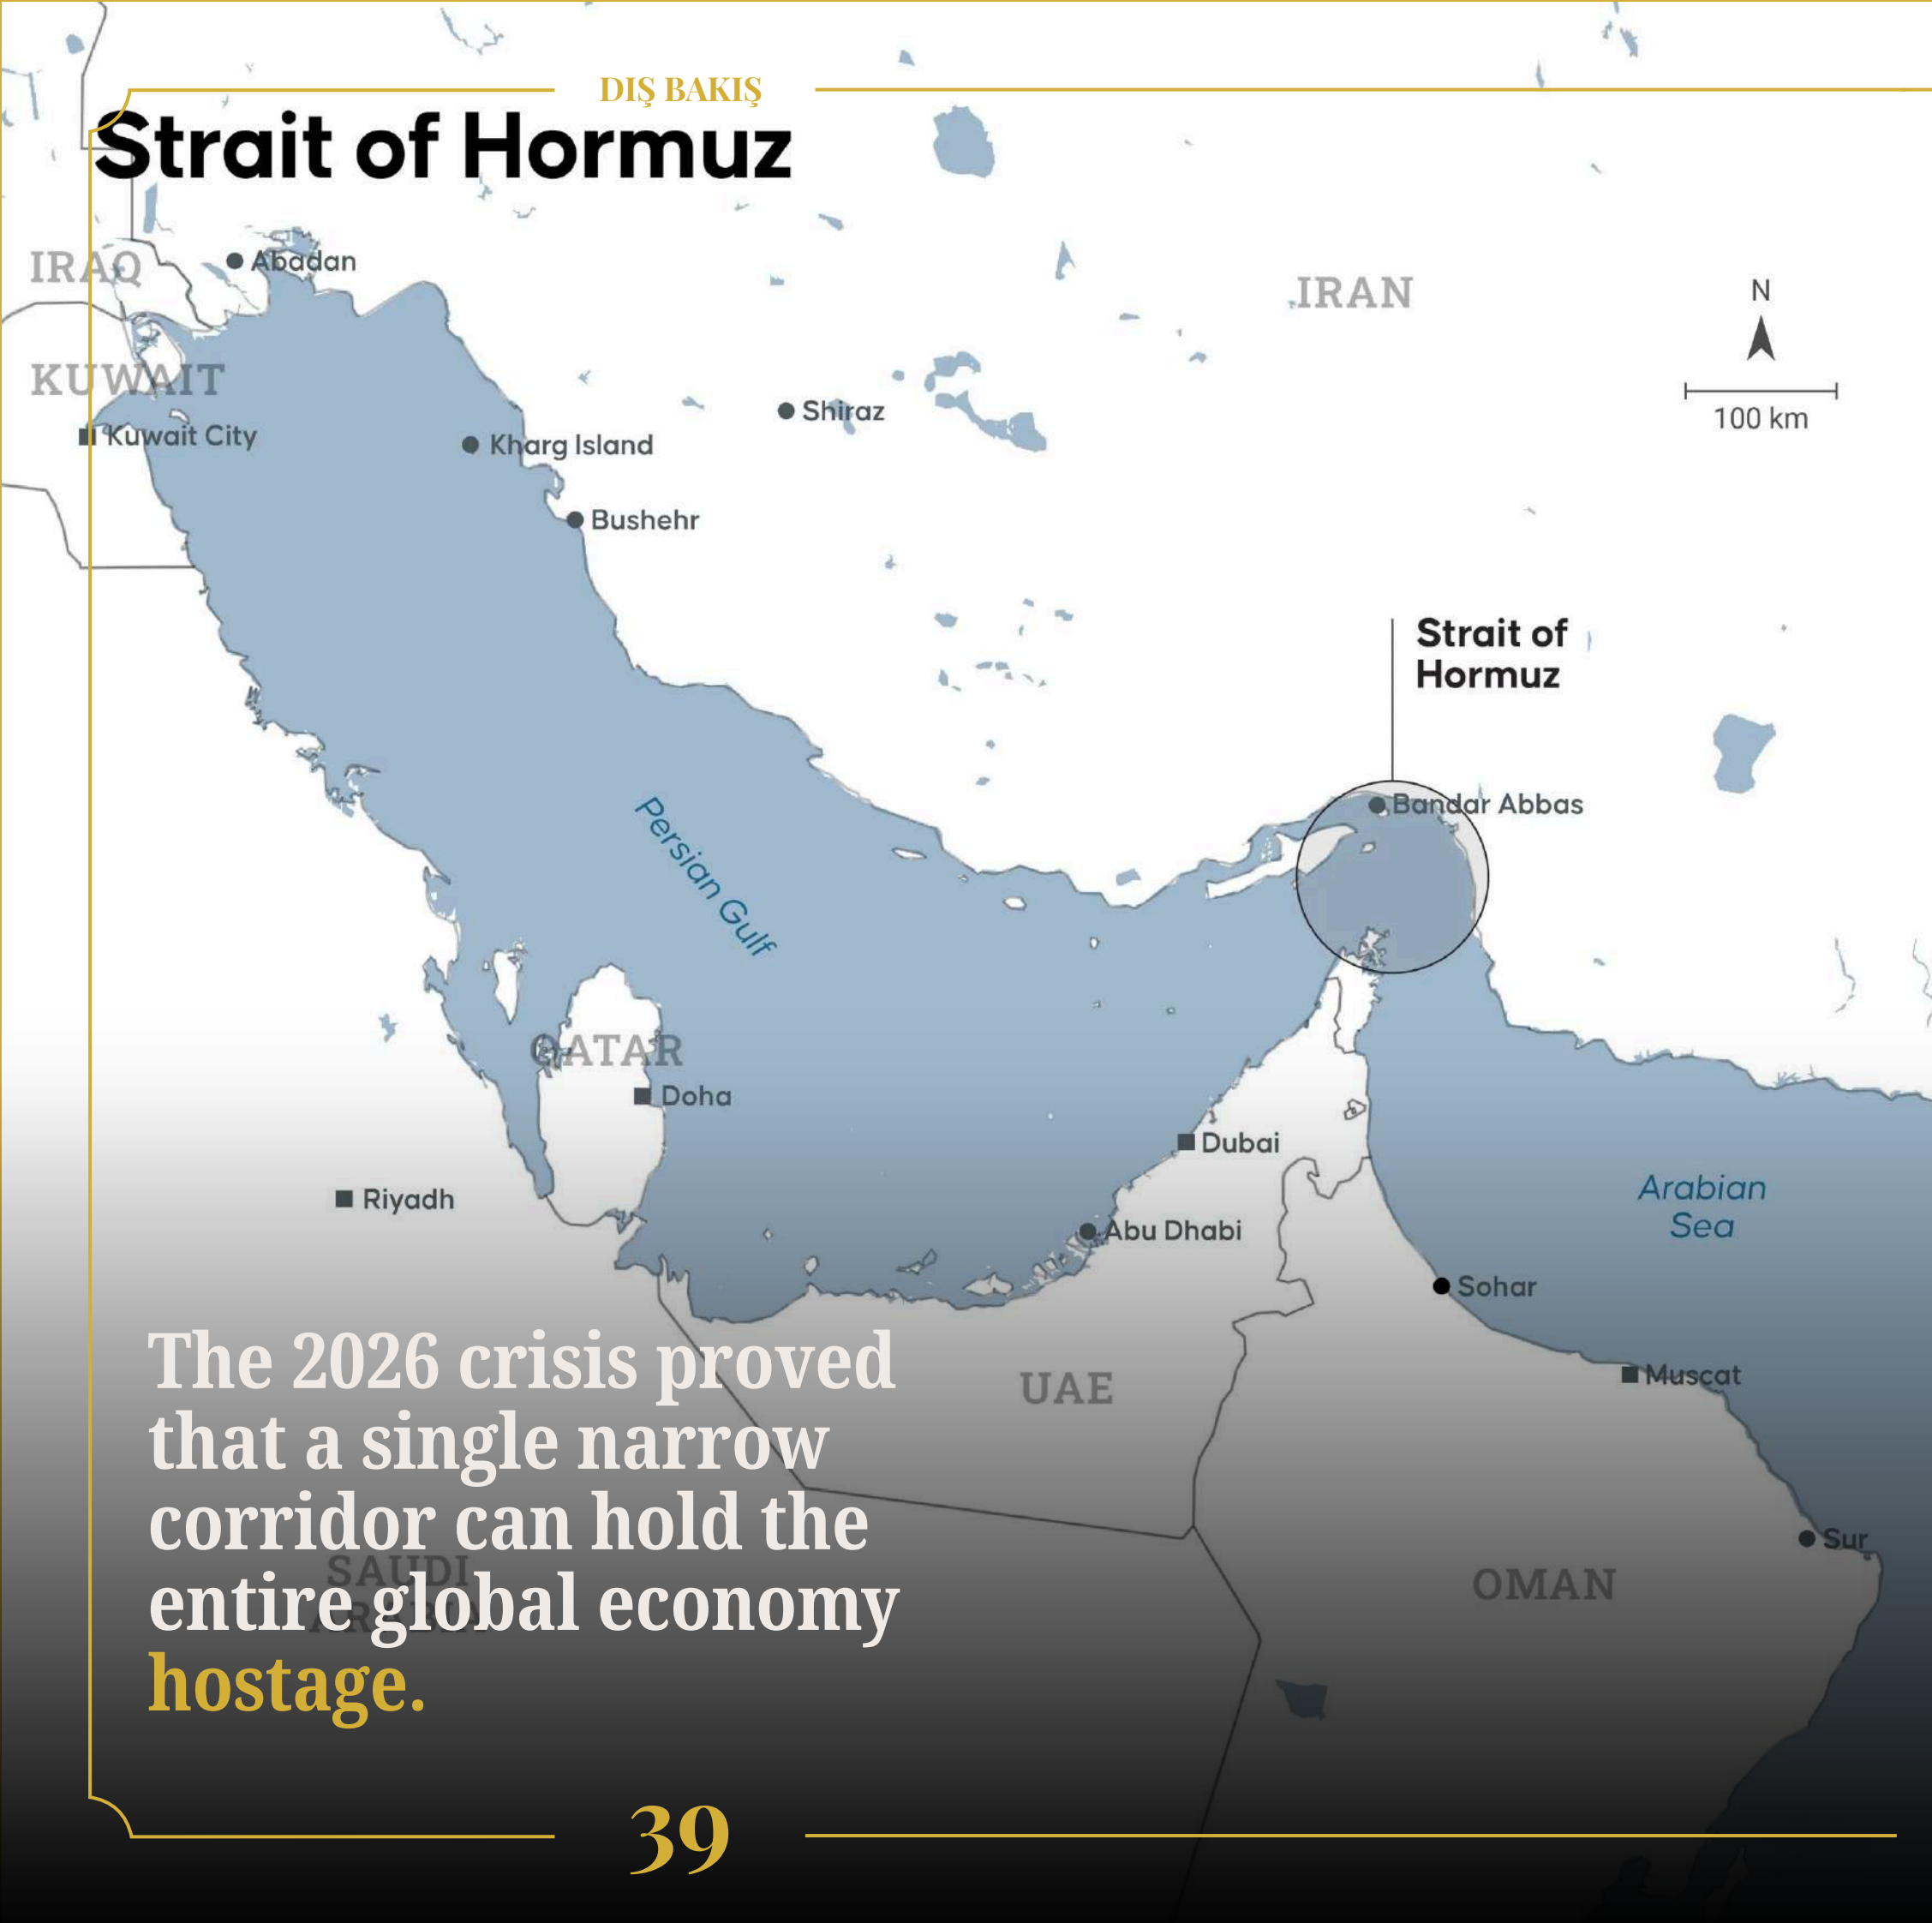 DIŞ BAKIŞ
Strait of Hormuz
IRAQ
Abadan
IRAN
N
100 km
KUWAIT
Kuwait City
Kharg Island
Shiraz
Bushehr
Strait of
Hormuz
Bandar Abbas
Persian Gulf
QATAR
Doha
Dubai
Riyadh
Abu Dhabi
Arabian
Sea
Sohar
Muscat
UAE
Sur
OMAN
SAUDI
ARABIA
The 2026 crisis proved
that a single narrow
corridor can hold the
entire global economy
hostage.
39